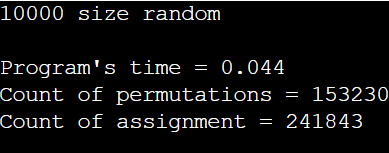 10000 size random
Program's time = 0.044
Count of permutations = 153230
Count of assignment = 241843